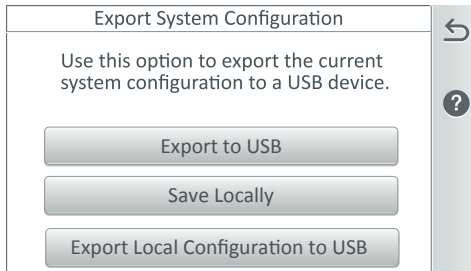 Export System Configuration
Use this option to export the current
system configuration to a USB device.
Export to USB
Save Locally
Export Local Configuration to USB
?